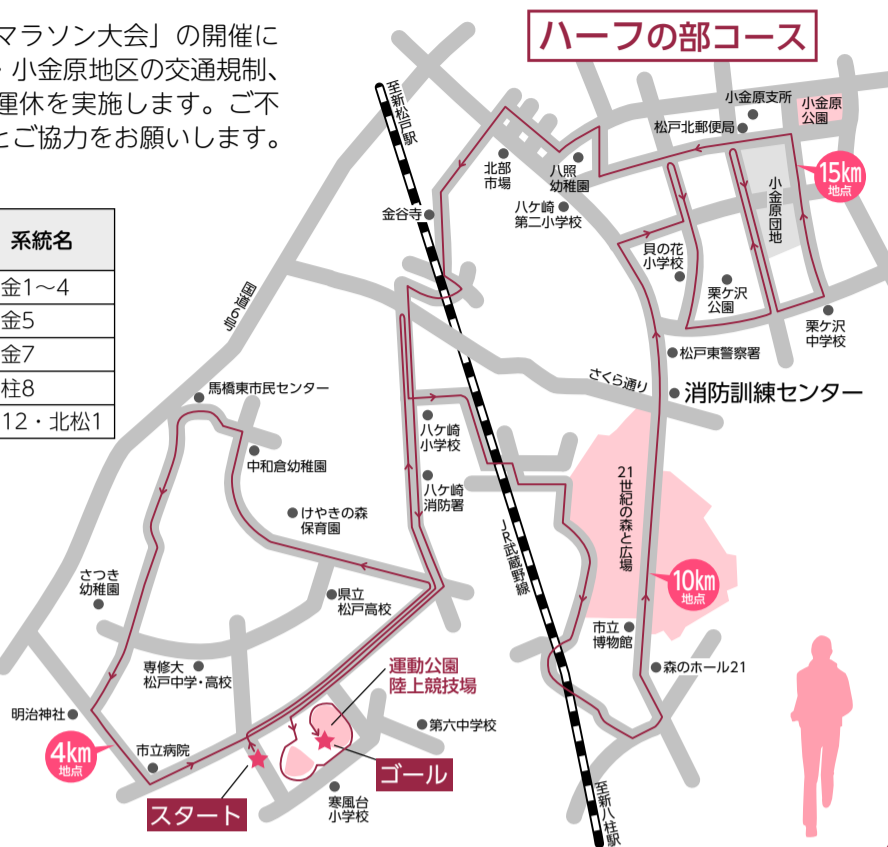 マラソン大会」の開催に
・小金原地区の交通規制、
運休を実施します。ご不
とご協力をお願いします。
系統名
金1～4
金5
金7
柱8
12・北松1
ハーフの部コース
至新松戸駅
小金原支所
小金原
公園
松戸北郵便局
15km
地点
北部
市場
八照
幼稚園
小金原団地
金谷寺
八ケ崎
第二小学校
貝の花
小学校
栗ケ沢
公園
栗ケ沢
中学校
国道6号
松戸東警察署
さくら通り
消防訓練センター
馬橋東市民センター
八ケ崎
小学校
中和倉幼稚園
21世紀の森と広場
八ケ崎
消防署
けやきの森
保育園
JR武蔵野線
10km
地点
さつき
幼稚園
県立
松戸高校
市立
博物館
専修大
松戸中学・高校
運動公園
陸上競技場
森のホール21
明治神社
第六中学校
4km
地点
市立病院
ゴール
スタート
寒風台
小学校
至新八柱駅